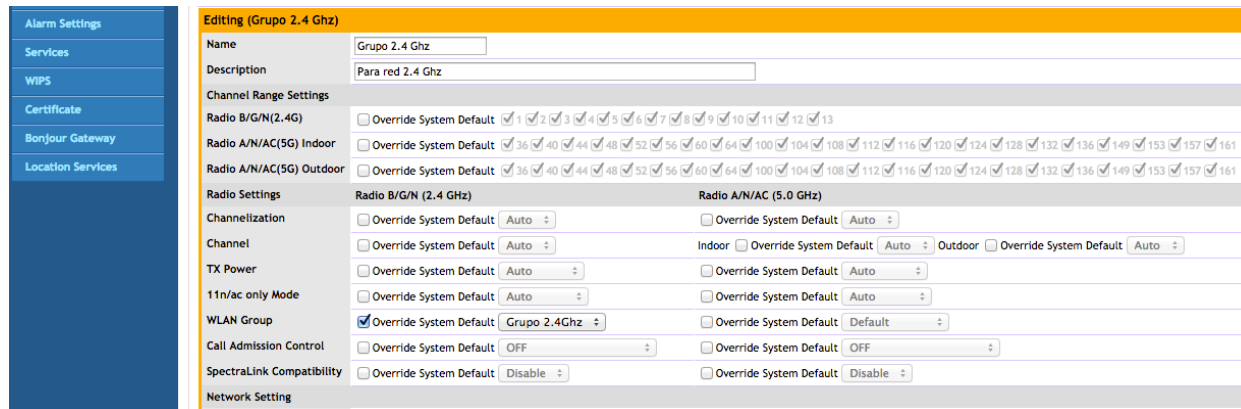 Alarm Settings
Services
WIPS
Certificate
Bonjour Gateway
Location Services
Editing (Grupo 2.4 Ghz)
Name Grupo 2.4 Ghz
Description Para red 2.4 Ghz
Channel Range Settings
Radio B/G/N(2.4G) Override System Default 1 2 3 4 5 6 7 8 9 10 11 12 13
Radio A/N/AC(5G) Indoor Override System Default 36 40 44 48 52 56 60 64 100 104 108 112 116 120 124 128 132 136 149 153 157 161
Radio A/N/AC(5G) Outdoor Override System Default 36 40 44 48 52 56 60 64 100 104 108 112 116 120 124 128 132 136 149 153 157 161
Radio Settings Radio B/G/N (2.4 GHz) Radio A/N/AC (5.0 GHz)
Channelization Override System Default Auto Override System Default Auto
Channel Override System Default Auto Indoor Override System Default Auto Outdoor Override System Default Auto
TX Power Override System Default Auto Override System Default Auto
11n/ac only Mode Override System Default Auto Override System Default Auto
WLAN Group Override System Default Grupo 2.4Ghz Override System Default Default
Call Admission Control Override System Default OFF Override System Default OFF
SpectraLink Compatibility Override System Default Disable Override System Default Disable
Network Setting